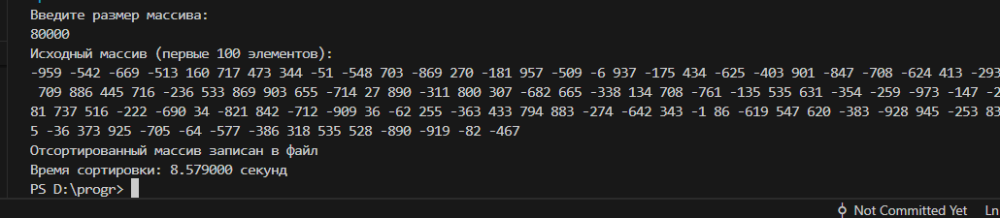 Введите размер массива:
80000
Исходный массив (первые 100 элементов):
-959 -542 -669 -513 160 717 473 344 -51 -548 703 -869 270 -181 957 -509 -6 937 -175 434 -625 -403 901 -847 -708 -624 413 -293
709 886 445 716 -236 533 869 903 655 -714 27 890 -311 800 307 -682 665 -338 134 708 -761 -135 535 631 -354 -259 -973 -147 -2
81 737 516 -222 -690 34 -821 842 -712 -909 36 -62 255 -363 433 794 883 -274 -642 343 -1 86 -619 547 620 -383 -928 945 -253 83
5 -36 373 925 -705 -64 -577 -386 318 535 528 -890 -919 -82 -467
Отсортированный массив записан в файл
Время сортировки: 8.579000 секунд
PS D:\progr>
Not Committed Yet Ln